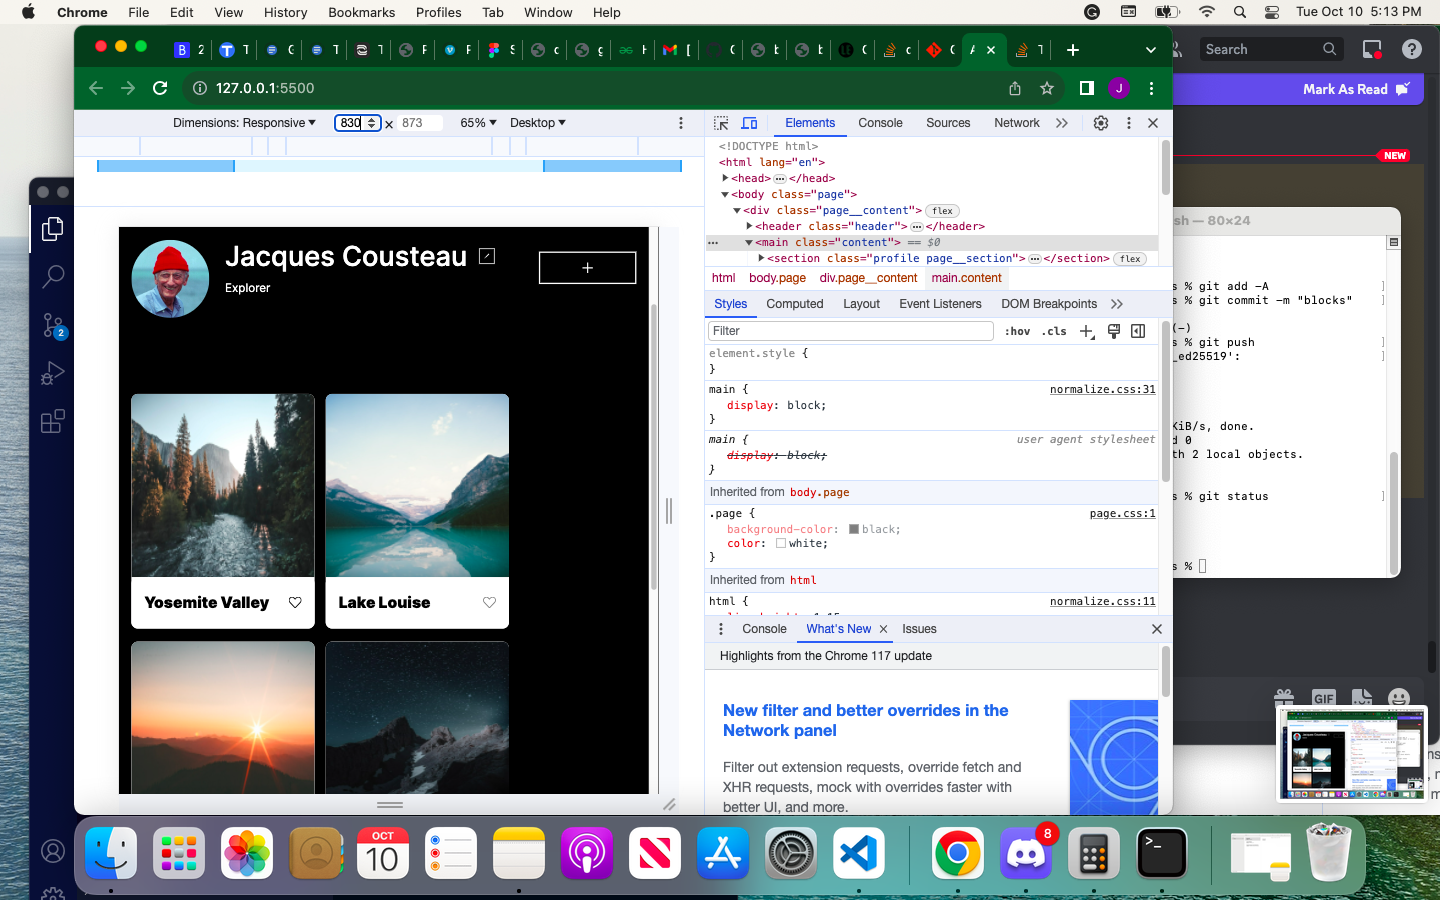 Chrome File Edit View History Bookmarks Profiles Tab Window Help Tue Oct 10 5:13 PM
127.0.0.1:5500
J
Search
Mark As Read
NEW
Dimensions: Responsive 830 × 873 65% Desktop
Elements Console Sources Network
<!DOCTYPE html>
<html lang="en">
<head> ••• </head>
<body class="page">
<div class="page__content"> flex
<header class="header"> ••• </header>
<main class="content"> == $0
<section class="profile page__section"> ••• </section> flex
html body.page div.page__content main.content
Styles Computed Layout Event Listeners DOM Breakpoints
Filter :hov .cls
element.style {
}
main { normalize.css:31
display: block;
}
main { user agent stylesheet
display: block;
}
Inherited from body.page
.page { page.css:1
background-color: black;
color: white;
}
Inherited from html
html { normalize.css:11
Console What's New Issues
Highlights from the Chrome 117 update
New filter and better overrides in the
Network panel
Filter out extension requests, override fetch and
XHR requests, mock with overrides faster with
better UI, and more.
Jacques Cousteau
Explorer
+
Yosemite Valley
Lake Louise
2
sh — 80×24
s % git add -A ]
s % git commit -m "blocks" ]
(-)
s % git push ]
_ed25519': ]
KiB/s, done.
d 0
th 2 local objects.
s % git status ]
s %
GIF
OCT
10
8